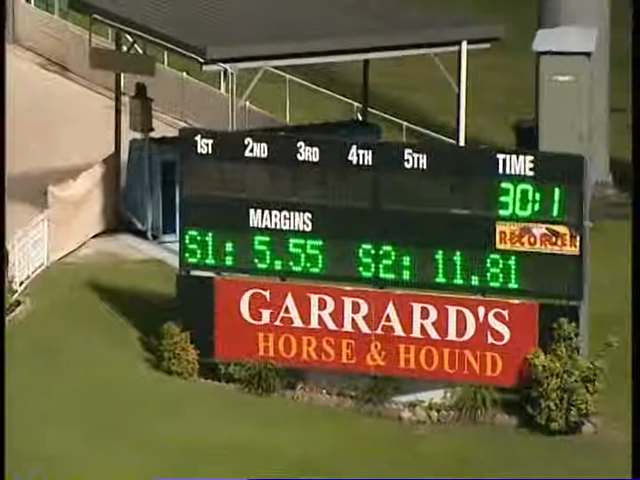 1ST 2ND 3RD 4TH 5TH TIME
30:1
MARGINS
RECORDER
S1: 5.55 S2: 11.81
GARRARD'S
HORSE & HOUND